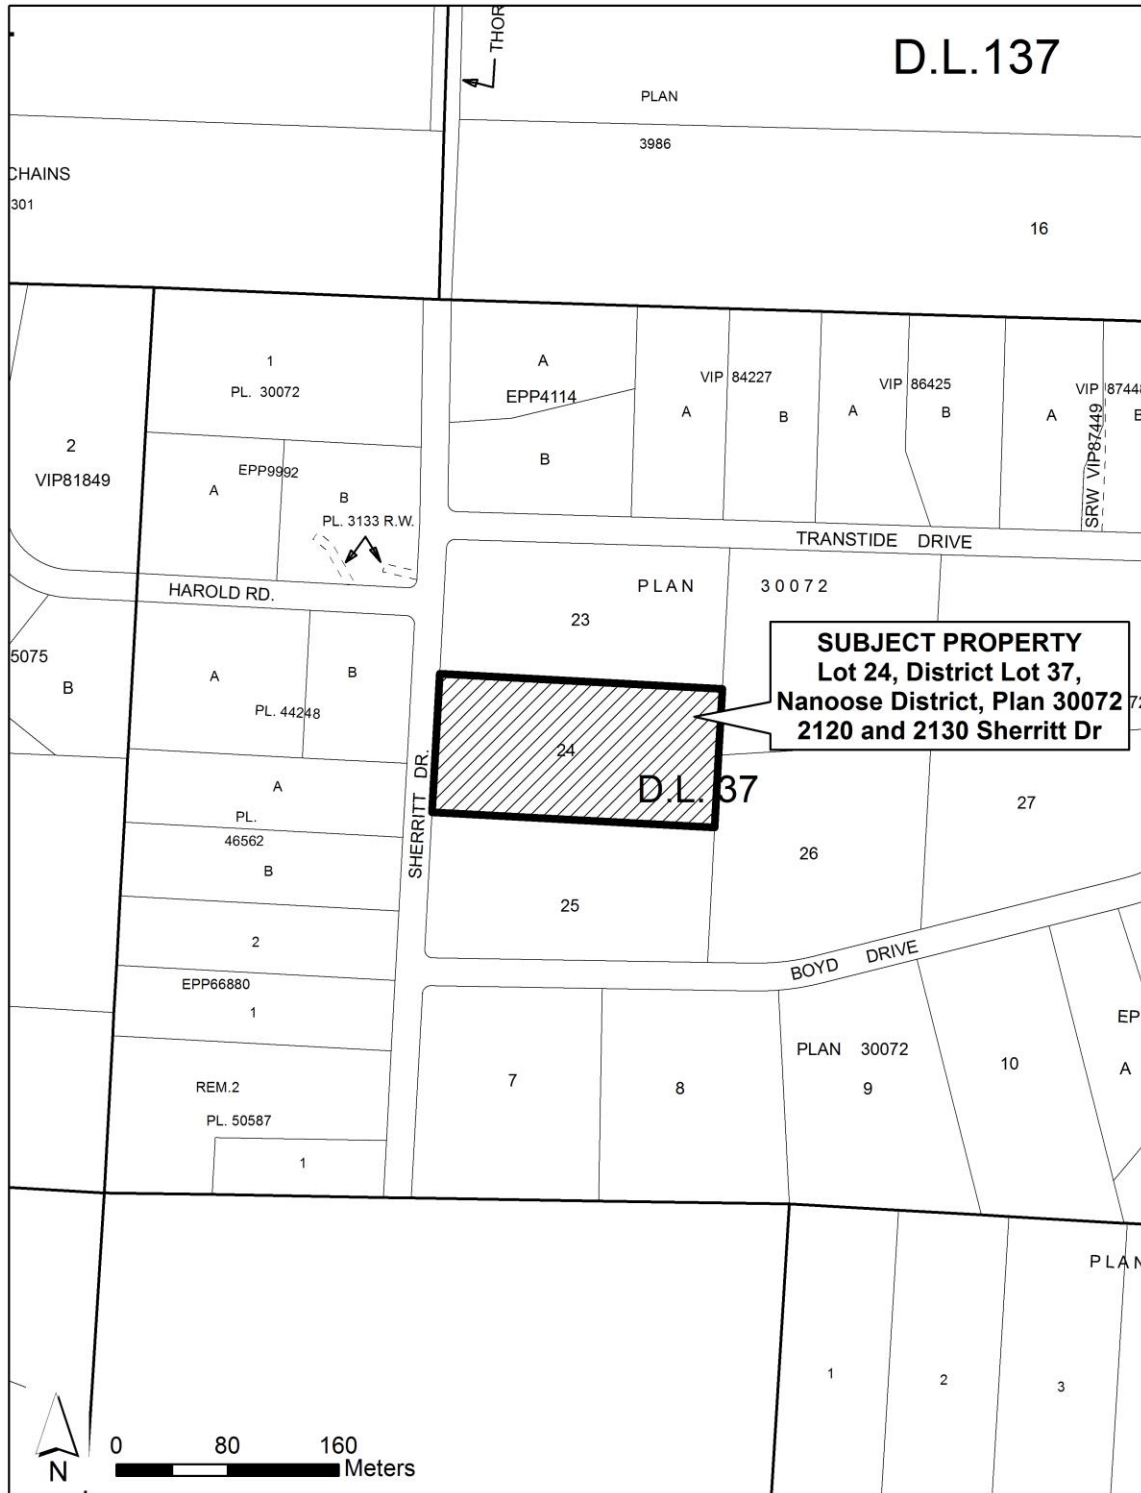 D.L.137
THOR
PLAN
3986
CHAINS
301
16
1
PL. 30072
A
EPP4114
B
VIP 84227
A
B
VIP 86425
A
B
VIP 87448
A
B
SRW VIP87449
2
VIP81849
EPP9992
A
B
PL. 3133 R.W.
TRANSTIDE DRIVE
HAROLD RD.
PLAN 30072
23
SUBJECT PROPERTY
Lot 24, District Lot 37,
Nanoose District, Plan 30072
2120 and 2130 Sherritt Dr
5075
B
A
B
PL. 44248
24
D.L. 37
SHERRITT DR.
A
PL.
46562
B
27
26
25
2
EPP66880
1
BOYD DRIVE
PLAN 30072
7
8
9
10
EP
A
REM.2
PL. 50587
1
PLAN
1
2
3
N
0 80 160
Meters